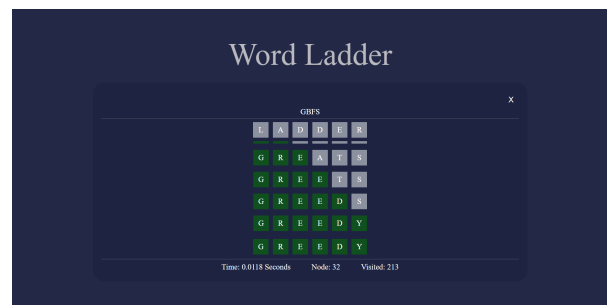 Word Ladder
X
GBFS
L A D D E R
G R E A T S
G R E E T S
G R E E D S
G R E E D Y
G R E E D Y
Time: 0.0118 Seconds Node: 32 Visited: 213